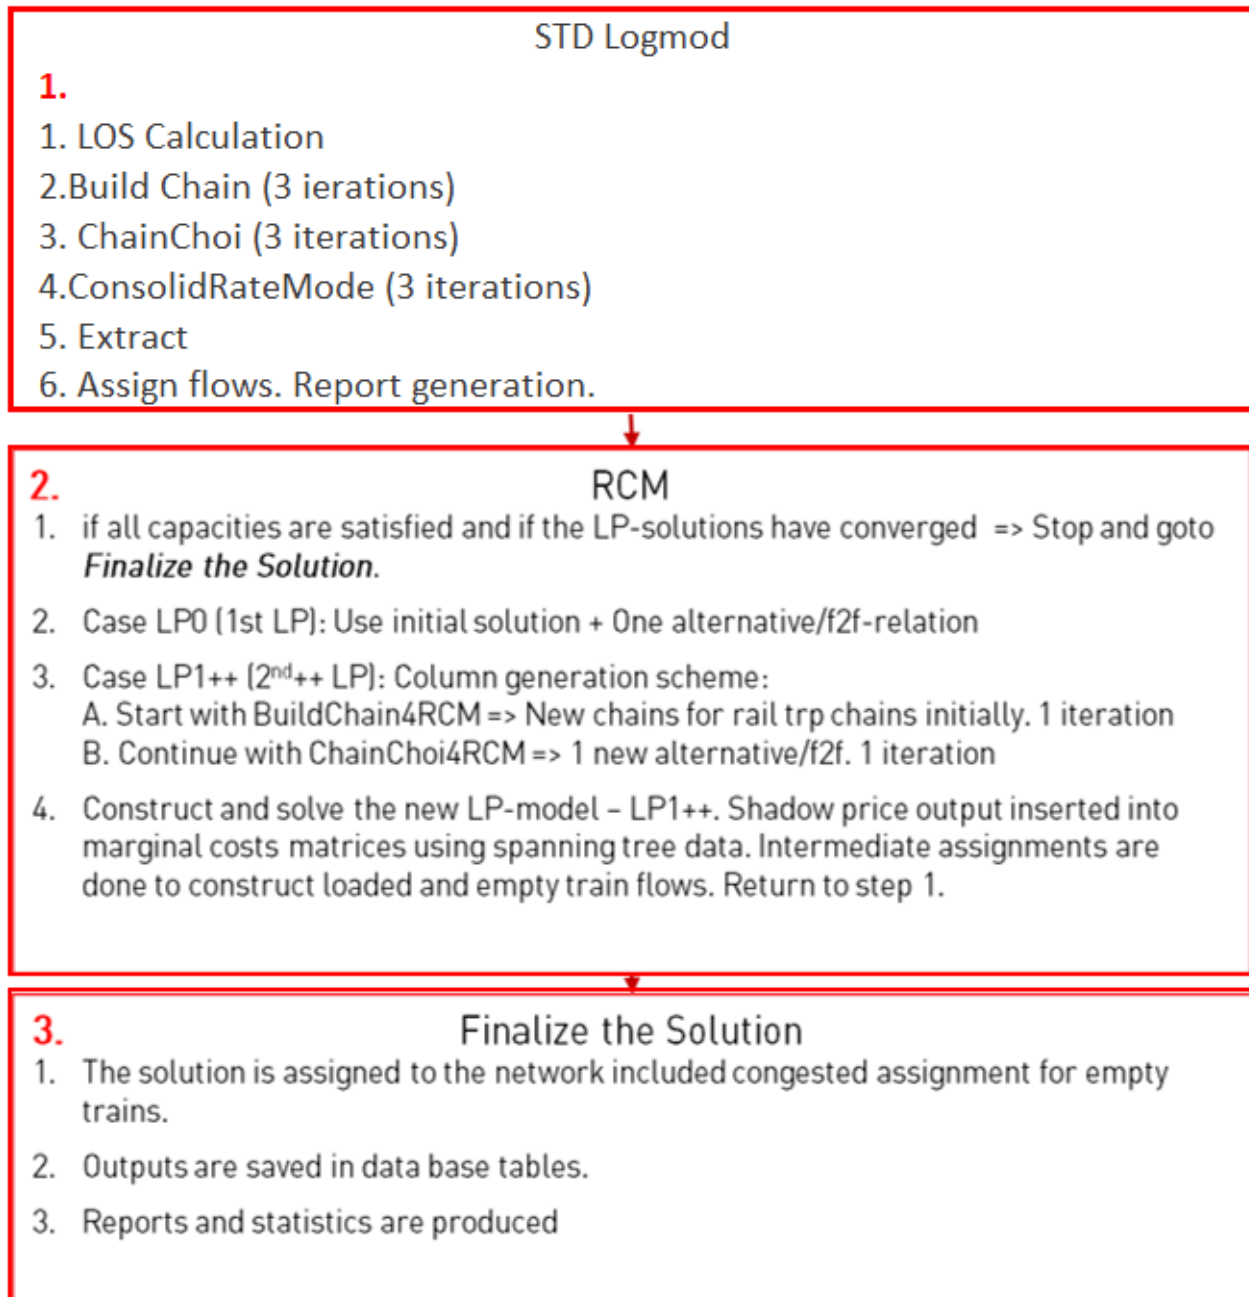 STD Logmod
1.
1. LOS Calculation
2.Build Chain (3 ierations)
3. ChainChoi (3 iterations)
4.ConsolidRateMode (3 iterations)
5. Extract
6. Assign flows. Report generation.
2. RCM
1. if all capacities are satisfied and if the LP-solutions have converged => Stop and goto
Finalize the Solution.
2. Case LP0 (1st LP): Use initial solution + One alternative/f2f-relation
3. Case LP1++ (2nd++ LP): Column generation scheme:
A. Start with BuildChain4RCM => New chains for rail trp chains initially. 1 iteration
B. Continue with ChainChoi4RCM => 1 new alternative/f2f. 1 iteration
4. Construct and solve the new LP-model – LP1++. Shadow price output inserted into
marginal costs matrices using spanning tree data. Intermediate assignments are
done to construct loaded and empty train flows. Return to step 1.
3. Finalize the Solution
1. The solution is assigned to the network included congested assignment for empty
trains.
2. Outputs are saved in data base tables.
3. Reports and statistics are produced